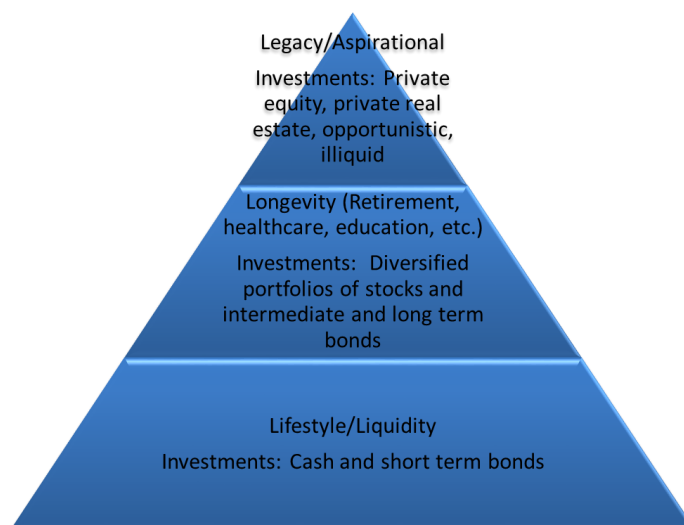 Legacy/Aspirational
Investments: Private
equity, private real
estate, opportunistic,
illiquid
Longevity (Retirement,
healthcare, education, etc.)
Investments: Diversified
portfolios of stocks and
intermediate and long term
bonds
Lifestyle/Liquidity
Investments: Cash and short term bonds